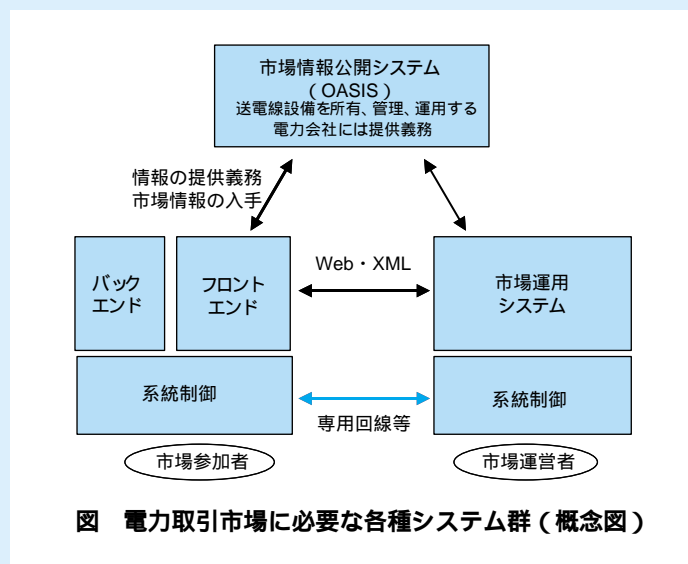 市場情報公開システム
（OASIS）
送電線設備を所有、管理、運用する
電力会社には提供義務
情報の提供義務
市場情報の入手
バック
エンド
フロント
エンド
Web・XML
市場運用
システム
系統制御
専用回線等
系統制御
市場参加者
市場運営者
図　電力取引市場に必要な各種システム群（概念図）